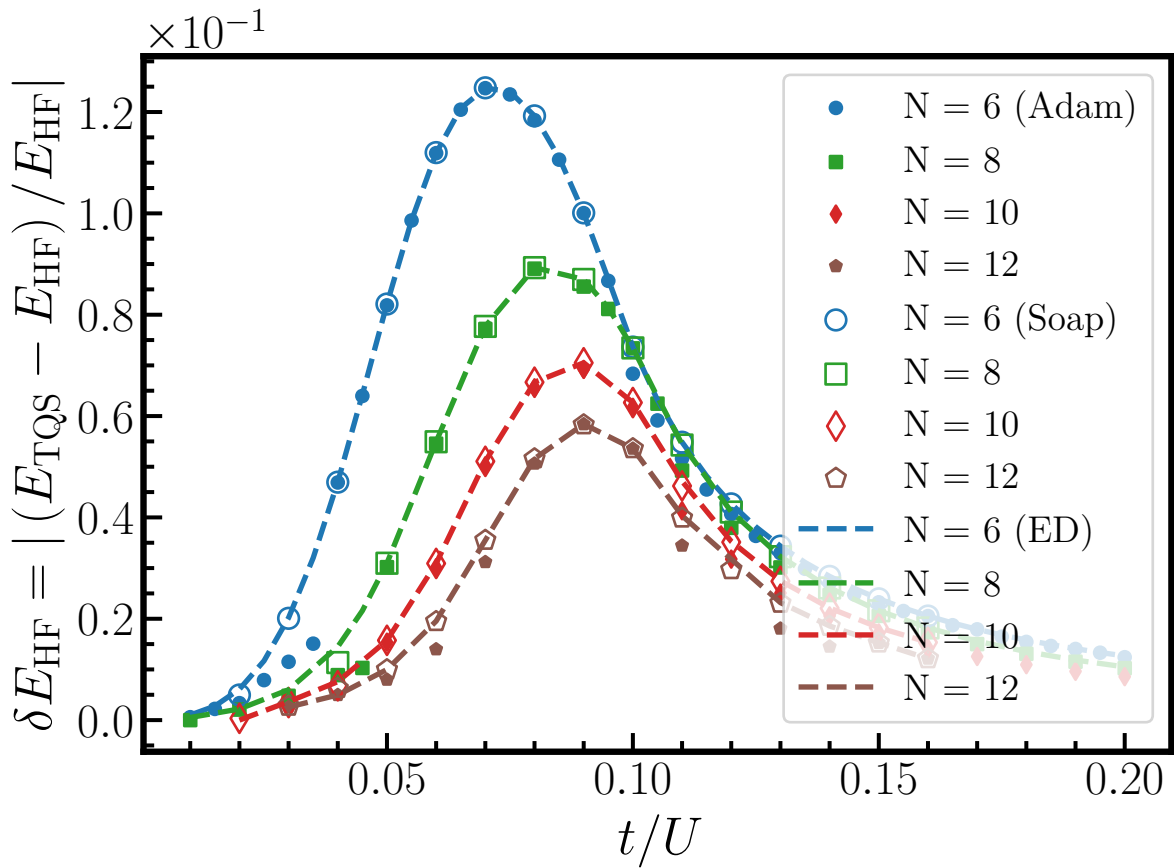 ×10⁻¹
δE_HF = |(E_TQS − E_HF) / E_HF|
1.2
1.0
0.8
0.6
0.4
0.2
0.0
N = 6 (Adam)
N = 8
N = 10
N = 12
N = 6 (Soap)
N = 8
N = 10
N = 12
N = 6 (ED)
N = 8
N = 10
N = 12
0.05 0.10 0.15 0.20
t/U